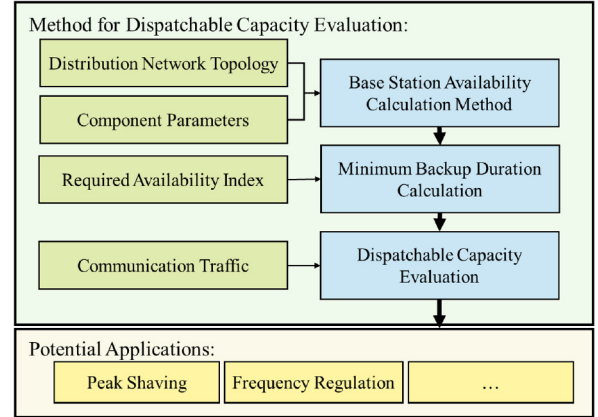 Method for Dispatchable Capacity Evaluation:
Distribution Network Topology
Base Station Availability
Calculation Method
Component Parameters
Required Availability Index
Minimum Backup Duration
Calculation
Communication Traffic
Dispatchable Capacity
Evaluation
Potential Applications:
Peak Shaving
Frequency Regulation
...